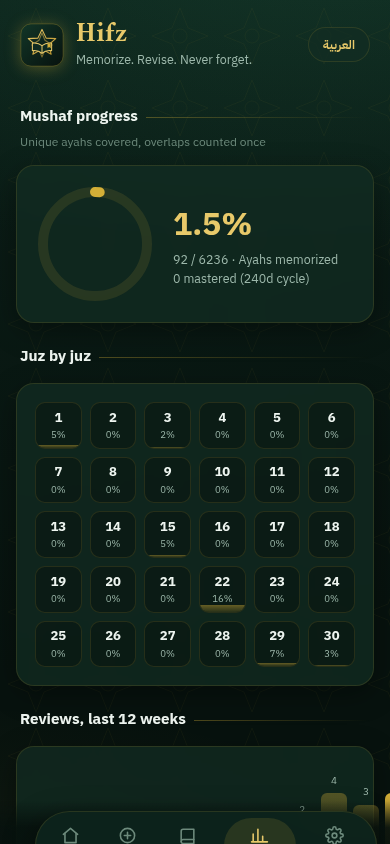 Hifz
Memorize. Revise. Never forget.
العربية
Mushaf progress
Unique ayahs covered, overlaps counted once
1.5%
92 / 6236 · Ayahs memorized
0 mastered (240d cycle)
Juz by juz
1 2 3 4 5 6
5% 0% 2% 0% 0% 0%
7 8 9 10 11 12
0% 0% 0% 0% 0% 0%
13 14 15 16 17 18
0% 0% 5% 0% 0% 0%
19 20 21 22 23 24
0% 0% 0% 16% 0% 0%
25 26 27 28 29 30
0% 0% 0% 0% 7% 3%
Reviews, last 12 weeks
4
3
2